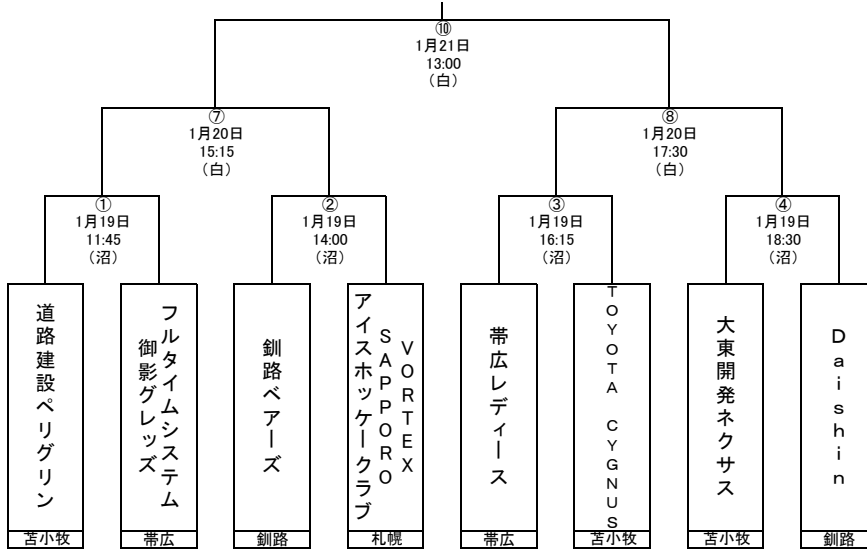 ⑩
1月21日
13:00
（白）
⑦
1月20日
15:15
（白）
⑧
1月20日
17:30
（白）
①
1月19日
11:45
（沼）
②
1月19日
14:00
（沼）
③
1月19日
16:15
（沼）
④
1月19日
18:30
（沼）
道路建設ペリグリン
フルタイムシステム
御影グレッズ
釧路ベアーズ
VORTEX
SAPPORO
アイスホッケークラブ
帯広レディース
TOYOTA CYGNUS
大東開発ネクサス
Daishin
苫小牧
帯広
釧路
札幌
帯広
苫小牧
苫小牧
釧路